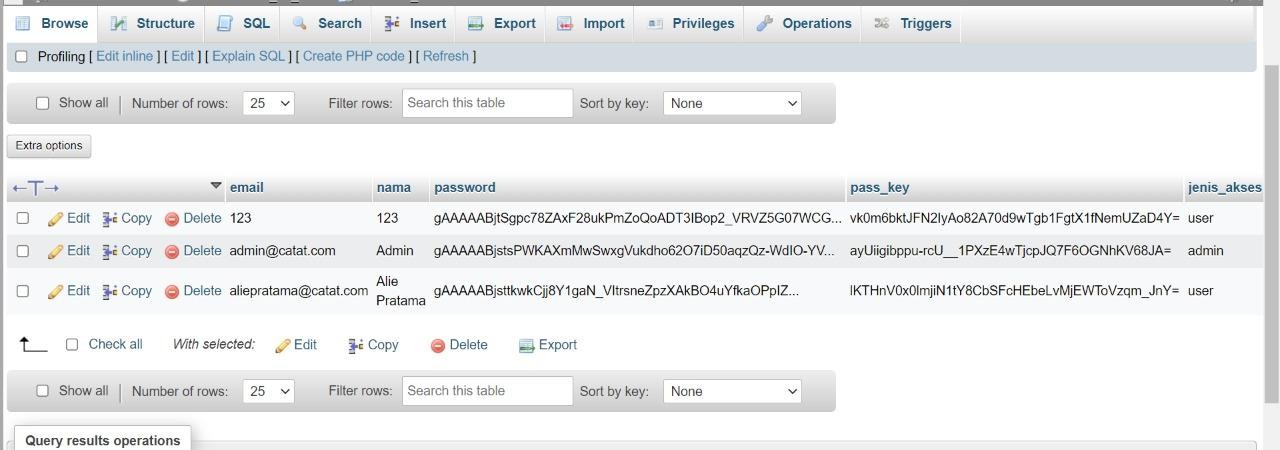 Browse Structure SQL Search Insert Export Import Privileges Operations Triggers
Profiling [ Edit inline ] [ Edit ] [ Explain SQL ] [ Create PHP code ] [ Refresh ]
Show all | Number of rows: 25 Filter rows: Search this table Sort by key: None
Extra options
←T→ email nama password pass_key jenis_akses
Edit Copy Delete 123 123 gAAAAABjtSgpc78ZAxF28ukPmZoQoADT3IBop2_VRVZ5G07WCG... vk0m6bktJFN2IyAo82A70d9wTgb1FgtX1fNemUZaD4Y= user
Edit Copy Delete admin@catat.com Admin gAAAAABjstsPWKAXmMwSwxgVukdho62O7iD50aqzQz-WdIO-YV... ayUiigibppu-rcU__1PXzE4wTjcpJQ7F6OGNhKV68JA= admin
Edit Copy Delete aliepratama@catat.com Alie Pratama gAAAAABjsttkwkCjj8Y1gaN_VItrsneZpzXAkBO4uYfkaOPpIZ... lKTHnV0x0ImjiN1tY8CbSFcHEbeLvMjEWToVzqm_JnY= user
Check all With selected: Edit Copy Delete Export
Show all | Number of rows: 25 Filter rows: Search this table Sort by key: None
Query results operations